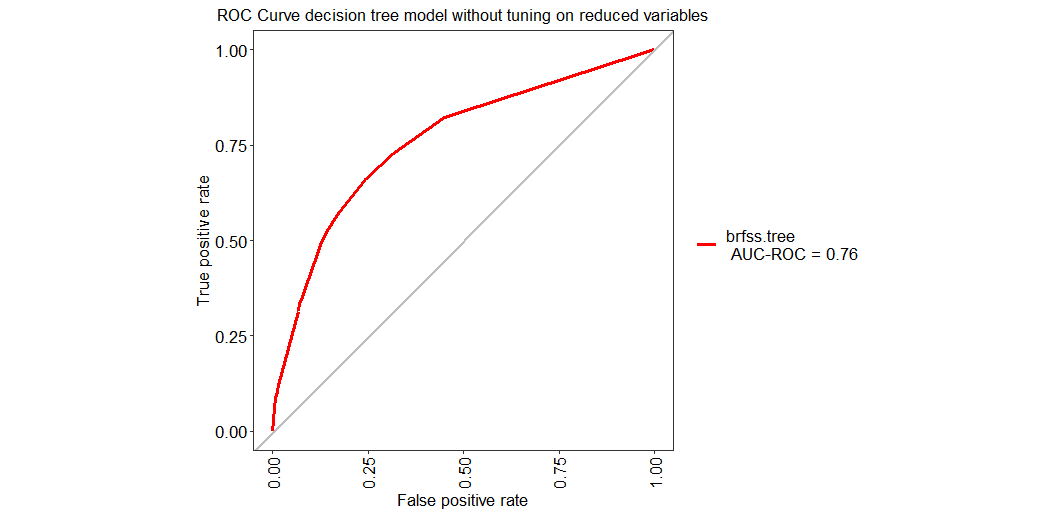 ROC Curve decision tree model without tuning on reduced variables
1.00
0.75
0.50
0.25
0.00
True positive rate
0.00
0.25
0.50
0.75
1.00
False positive rate
brfss.tree
AUC-ROC = 0.76